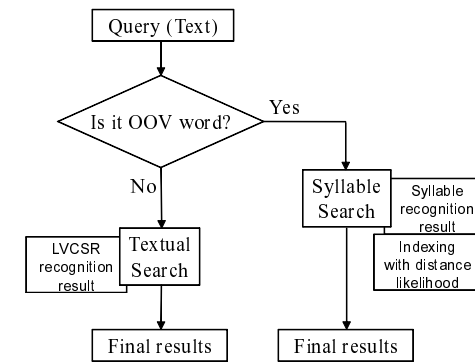 Query (Text)
Is it OOV word?
Yes
No
Syllable
Search
Syllable
recognition
result
Indexing
with distance
likelihood
LVCSR
recognition
result
Textual
Search
Final results
Final results